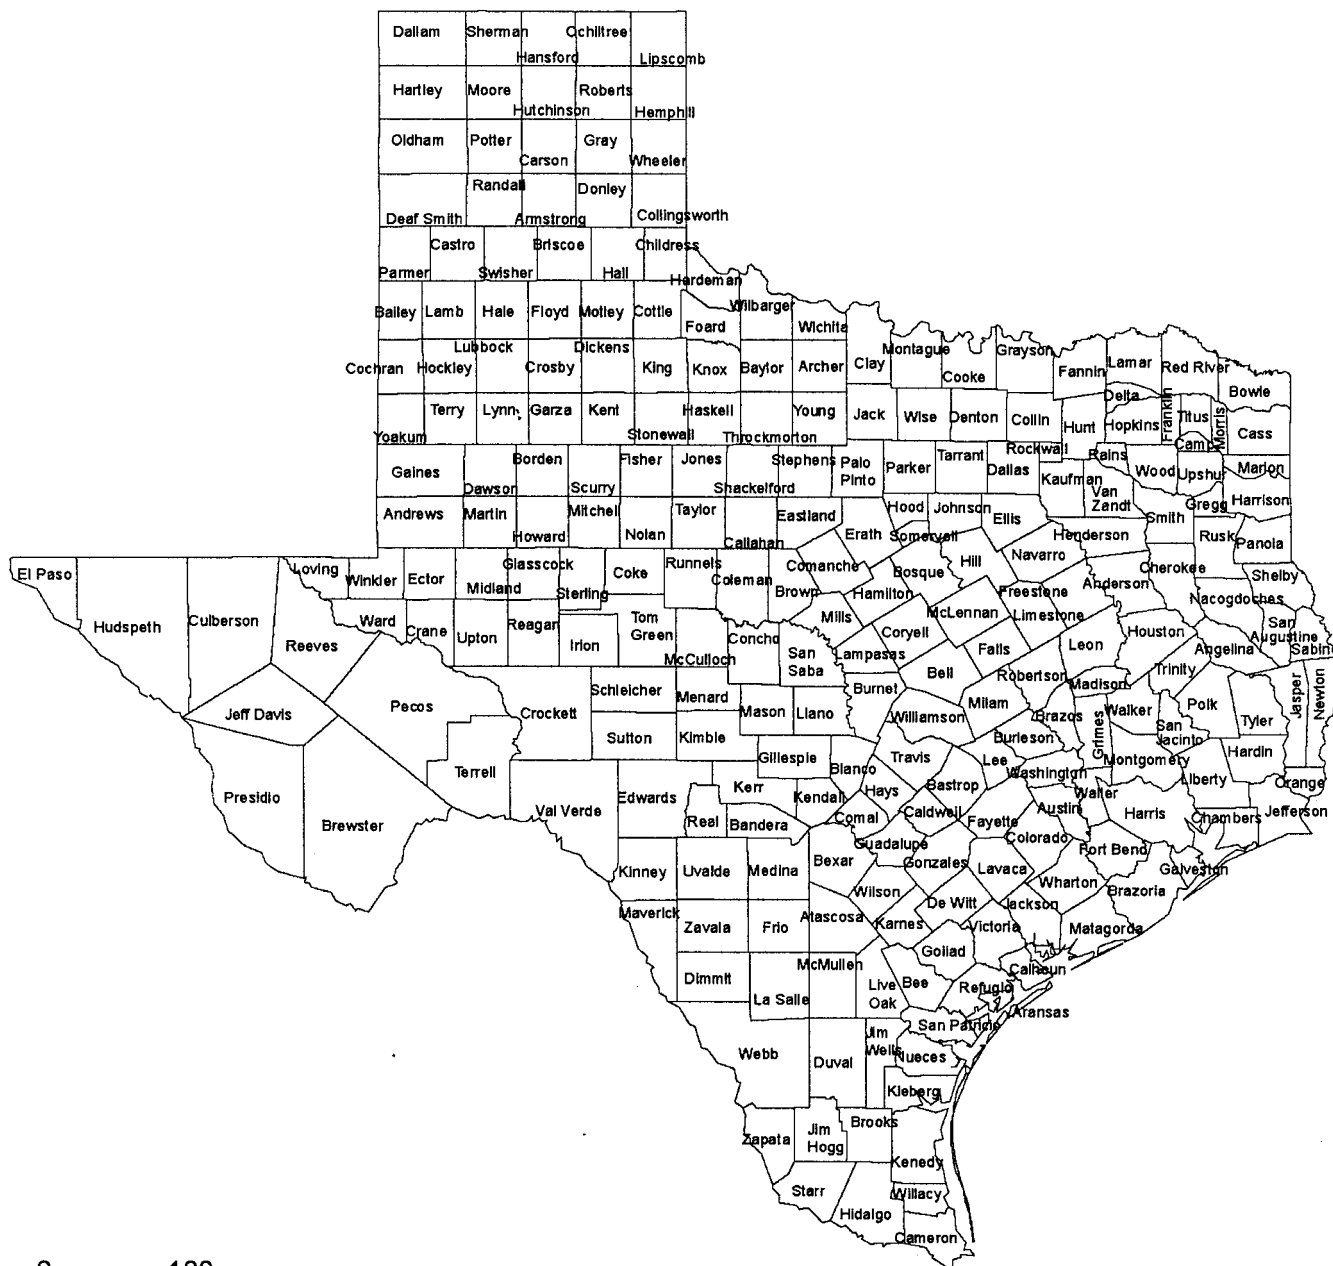 Dallam Sherman Ochiltree
Hansford Lipscomb
Hartley Moore Roberts
Hutchinson Hemphill
Oldham Potter Gray
Carson Wheeler
Randall Donley
Deaf Smith Armstrong Collingsworth
Castro Briscoe Childress
Parmer Swisher Hall
Hardeman
Bailey Lamb Hale Floyd Motley Cottle Wilbarger
Foard Wichita
Lubbock Dickens Montague Grayson
Cochran Hockley Crosby King Knox Baylor Archer Clay Cooke Fannin Lamar Red River
Bowie
Delta
Terry Lynn Garza Kent Haskell Young Jack Wise Denton Collin Hunt Hopkins Franklin Titus Morris
Yoakum Stonewall Throckmorton Rockwall Camp Cass
Borden Fisher Jones Stephens Palo Pinto Parker Tarrant Rains
Gaines Dallas Wood Upshur Marion
Dawson Scurry Shackelford Kaufman Van Zandt
Andrews Martin Mitchel Taylor Eastland Hood Johnson Ellis Smith Gregg Harrison
Howard Nolan Callahan Erath Somervell Henderson Rusk Panola
Navarro
El Paso Loving Winkler Ector Glasscock Coke Runnels Comanche Hill
Midland Sterling Coleman Brown Bosque Anderson Cherokee Shelby
Hudspeth Culberson Ward Hamilton Freestone Nacogdoches
Reeves Crane Upton Reagan Irion Tom Green Concho Mills McLennan Limestone
McCulloch San Saba Lampasas Coryell Falls Leon Houston Angelina San Augustine Sabine
Bell Robertson Trinity
Jeff Davis Pecos Crockett Schleicher Menard Burnet Milam Madison
Mason Llano Williamson Brazos Grimes Walker San Jacinto Polk Tyler Jasper Newton
Sutton Kimble Burleson
Terrell Gillespie Blanco Travis Lee Montgomery Hardin
Presidio Kerr Hays Bastrop Washington Liberty Orange
Brewster Val Verde Edwards Real Kendall Caldwell Austin Waller Harris Chambers Jefferson
Bandera Comal Fayette Colorado
Guadalupe Fort Bend
Kinney Uvalde Medina Bexar Gonzales Lavaca Galveston
Wilson Wharton Brazoria
Maverick Zavala Frio Atascosa Karnes De Witt Jackson
Victoria Matagorda
Goliad
Dimmit La Salle McMullen Live Oak Bee Refugio Calhoun
San Patricio Aransas
Webb Duval Jim Wells Nueces
Kleberg
Zapata Jim Hogg Brooks
Kenedy
Starr Willacy
Hidalgo
Cameron